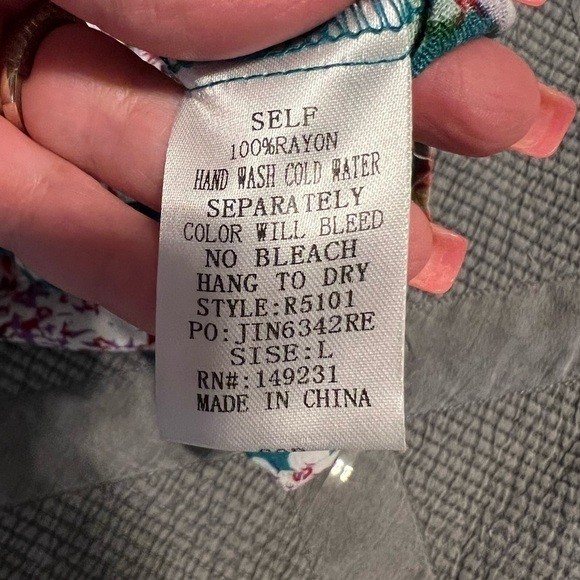 SELF
100%RAYON
HAND WASH COLD WATER
SEPARATELY
COLOR WILL BLEED
NO BLEACH
HANG TO DRY
STYLE:R5101
PO:JIN6342RE
SISE:L
RN#:149231
MADE IN CHINA